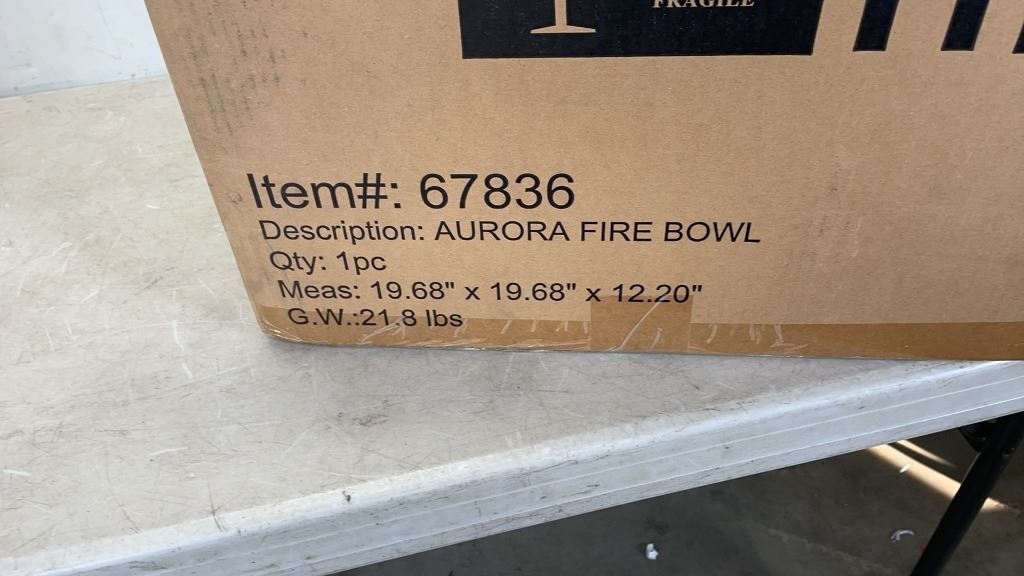 FRAGILE
Item#: 67836
Description: AURORA FIRE BOWL
Qty: 1pc
Meas: 19.68" x 19.68" x 12.20"
G.W.:21.8 lbs